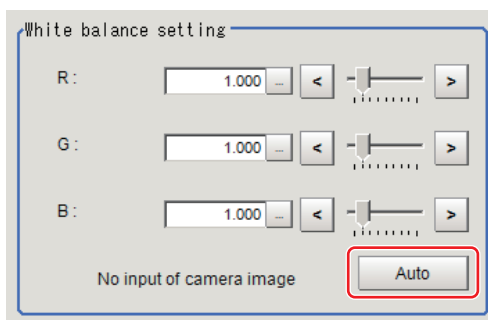 White balance setting
R: 1.000 ... < >
G: 1.000 ... < >
B: 1.000 ... < >
No input of camera image Auto